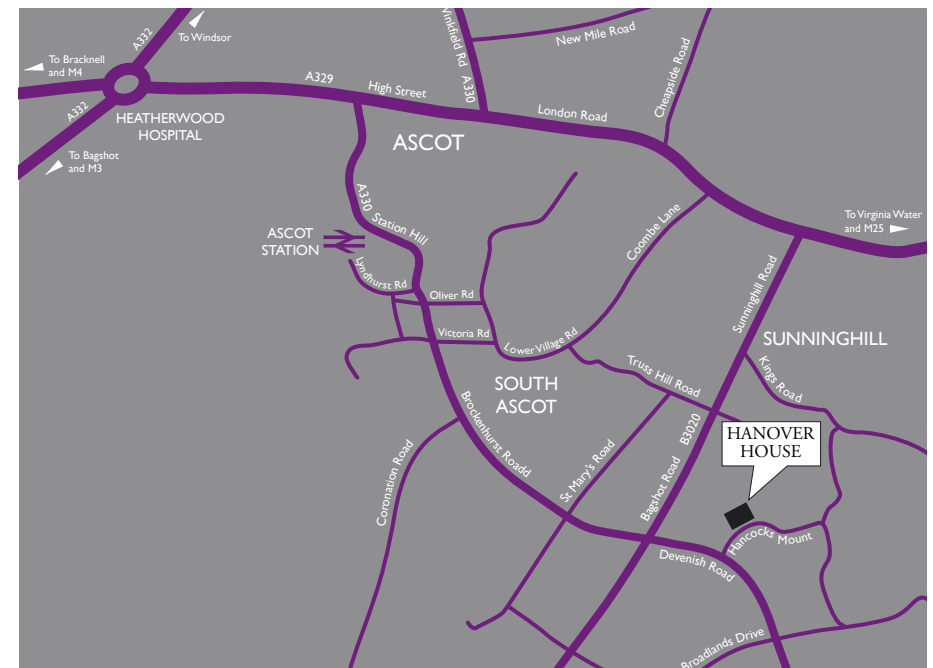 A332
To Windsor
To Bracknell
and M4
A332
HEATHERWOOD
HOSPITAL
To Bagshot
and M3
A329
High Street
Winkfield Rd
A330
New Mile Road
Cheapside Road
London Road
ASCOT
A330
Station Hill
ASCOT
STATION
Lyndhurst Rd
Oliver Rd
Victoria Rd
Lower Village Rd
Coombe Lane
To Virginia Water
and M25
Sunninghill Road
SUNNINGHILL
Kings Road
Truss Hill Road
SOUTH
ASCOT
Brockenhurst Roadd
Coronation Road
St Mary's Road
B3020
Bagshot Road
HANOVER
HOUSE
Hancocks Mount
Devenish Road
Broadlands Drive